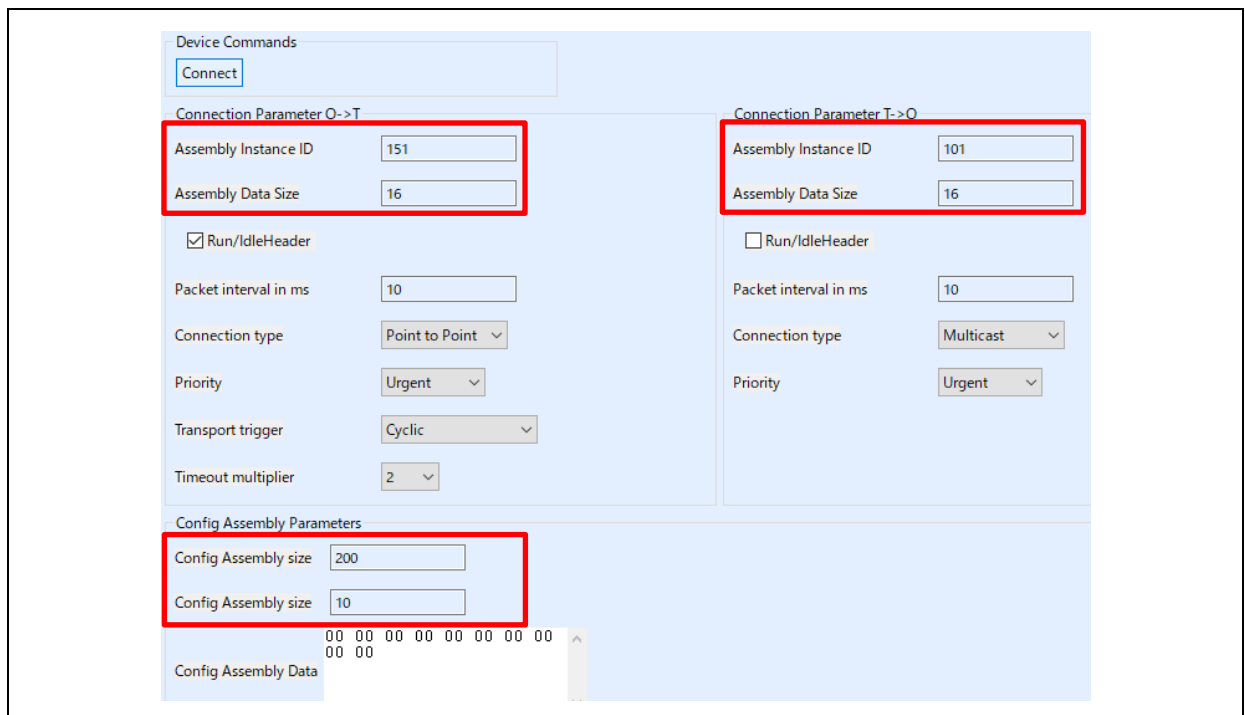 Device Commands
Connect
Connection Parameter O->T
Assembly Instance ID 151
Assembly Data Size 16
Run/IdleHeader
Packet interval in ms 10
Connection type Point to Point
Priority Urgent
Transport trigger Cyclic
Timeout multiplier 2
Connection Parameter T->O
Assembly Instance ID 101
Assembly Data Size 16
Run/IdleHeader
Packet interval in ms 10
Connection type Multicast
Priority Urgent
Config Assembly Parameters
Config Assembly size 200
Config Assembly size 10
Config Assembly Data
00 00 00 00 00 00 00 00
00 00